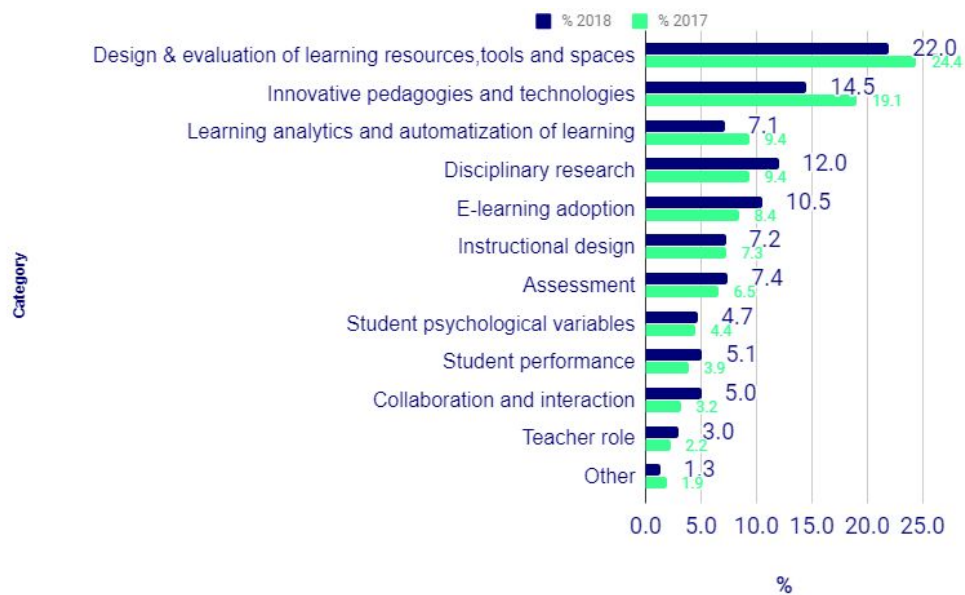 % 2018 % 2017
Design & evaluation of learning resources,tools and spaces 22.0 24.4
Innovative pedagogies and technologies 14.5 19.1
Learning analytics and automatization of learning 7.1 9.4
Disciplinary research 12.0 9.4
E-learning adoption 10.5 8.4
Instructional design 7.2 7.3
Assessment 7.4 6.5
Student psychological variables 4.7 4.4
Student performance 5.1 3.9
Collaboration and interaction 5.0 3.2
Teacher role 3.0 2.2
Other 1.3 1.9
Category
0.0 5.0 10.0 15.0 20.0 25.0
%